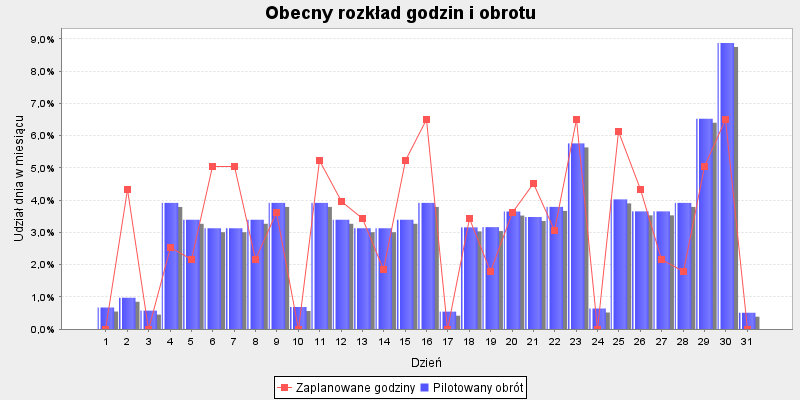 Obecny rozkład godzin i obrotu
Udział dnia w miesiącu
9,0%
8,0%
7,0%
6,0%
5,0%
4,0%
3,0%
2,0%
1,0%
0,0%
1 2 3 4 5 6 7 8 9 10 11 12 13 14 15 16 17 18 19 20 21 22 23 24 25 26 27 28 29 30 31
Dzień
Zaplanowane godziny Pilotowany obrót